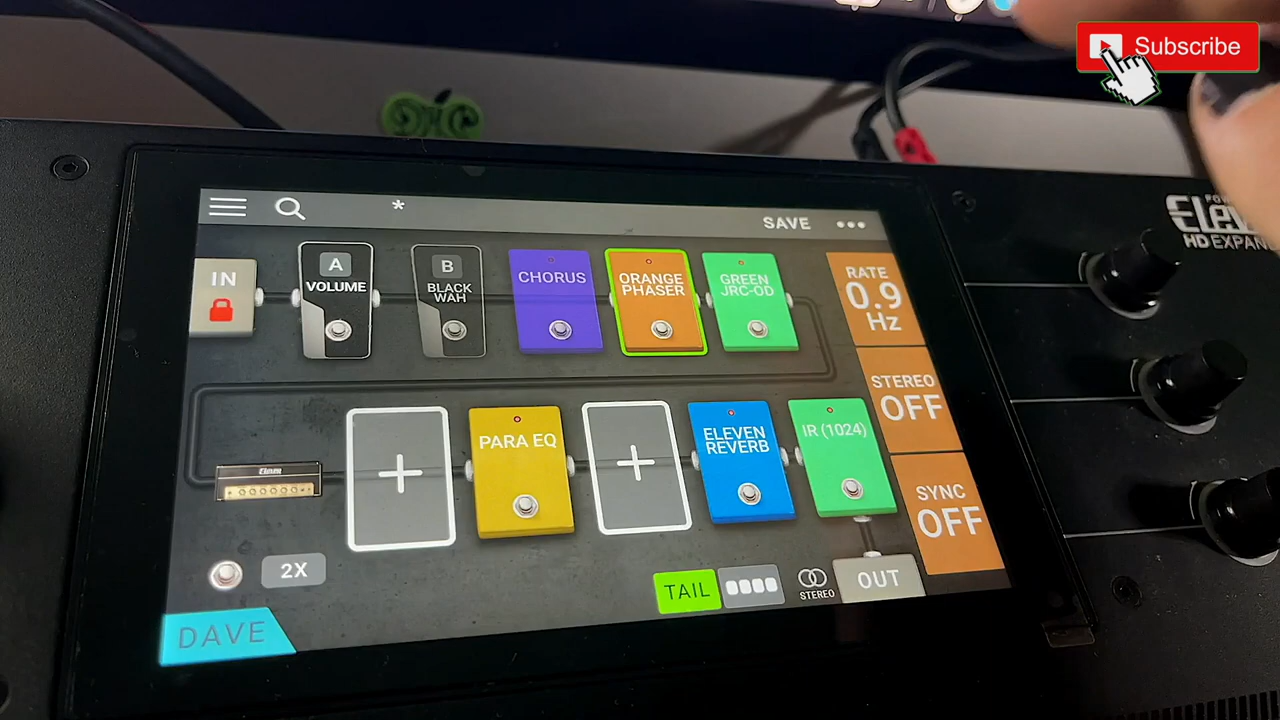 Subscribe
HD EXPAN
*
SAVE
IN
A
VOLUME
B
BLACK
WAH
CHORUS
ORANGE
PHASER
GREEN
JRC-OD
RATE
0.9
Hz
STEREO
OFF
SYNC
OFF
PARA EQ
ELEVEN
REVERB
IR (1024)
2X
TAIL
STEREO
OUT
DAVE